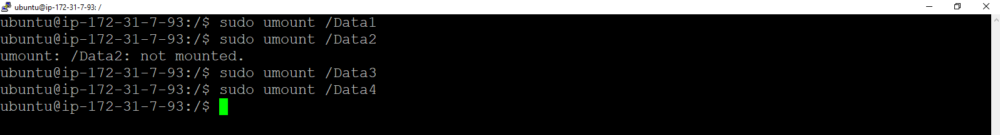 ubuntu@ip-172-31-7-93: /
ubuntu@ip-172-31-7-93:/$ sudo umount /Data1
ubuntu@ip-172-31-7-93:/$ sudo umount /Data2
umount: /Data2: not mounted.
ubuntu@ip-172-31-7-93:/$ sudo umount /Data3
ubuntu@ip-172-31-7-93:/$ sudo umount /Data4
ubuntu@ip-172-31-7-93:/$